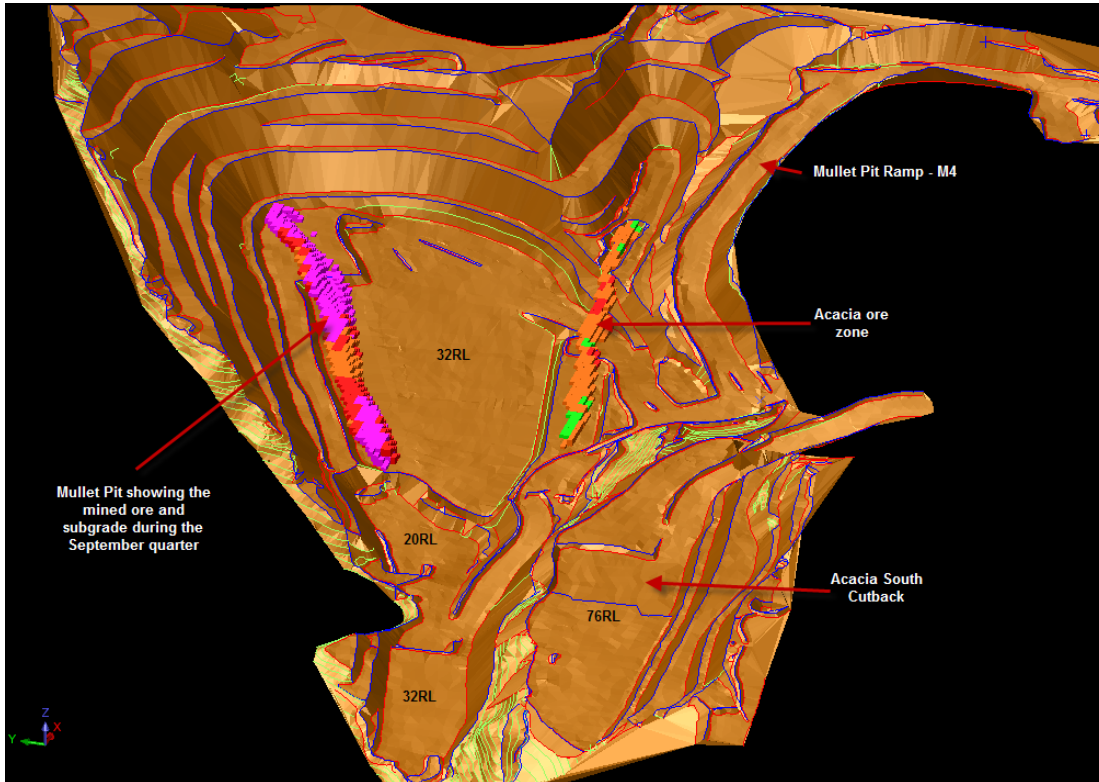 Mullet Pit Ramp - M4
Acacia ore
zone
32RL
Mullet Pit showing the
mined ore and
subgrade during the
September quarter
20RL
Acacia South
Cutback
76RL
32RL
Z
X
Y